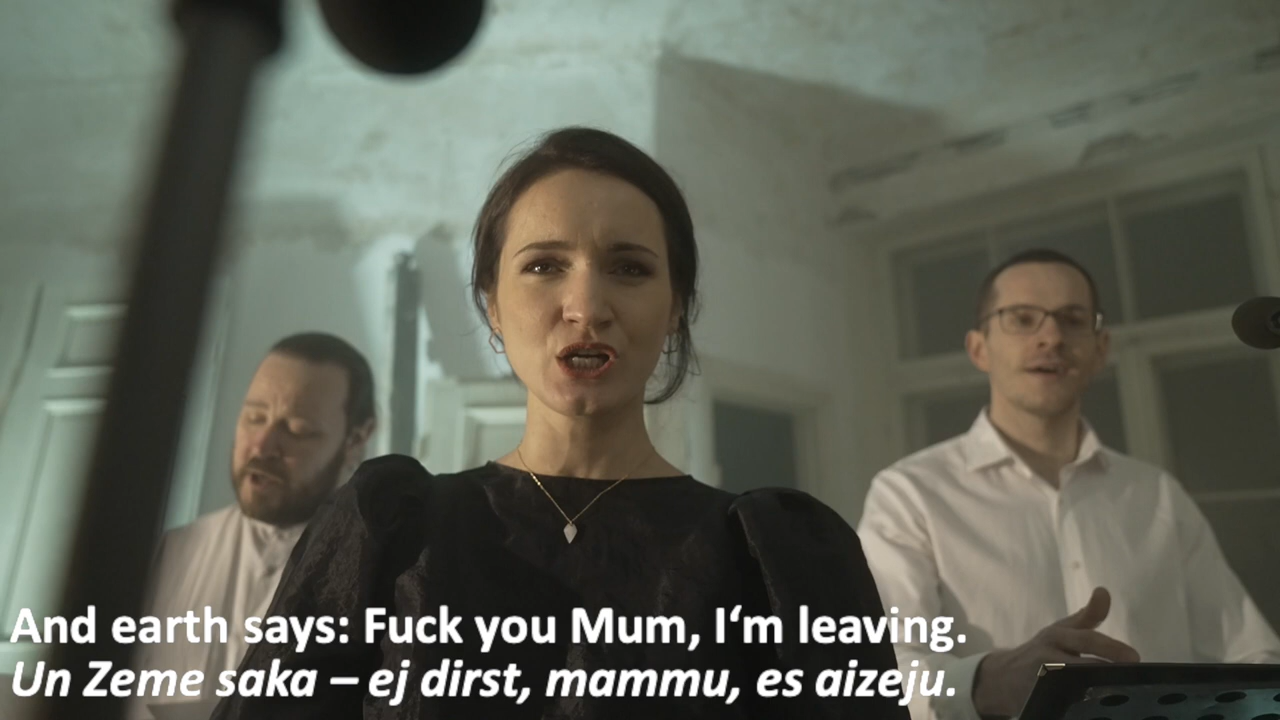 And earth says: Fuck you Mum, I‘m leaving.
Un Zeme saka – ej dirst, mammu, es aizeju.